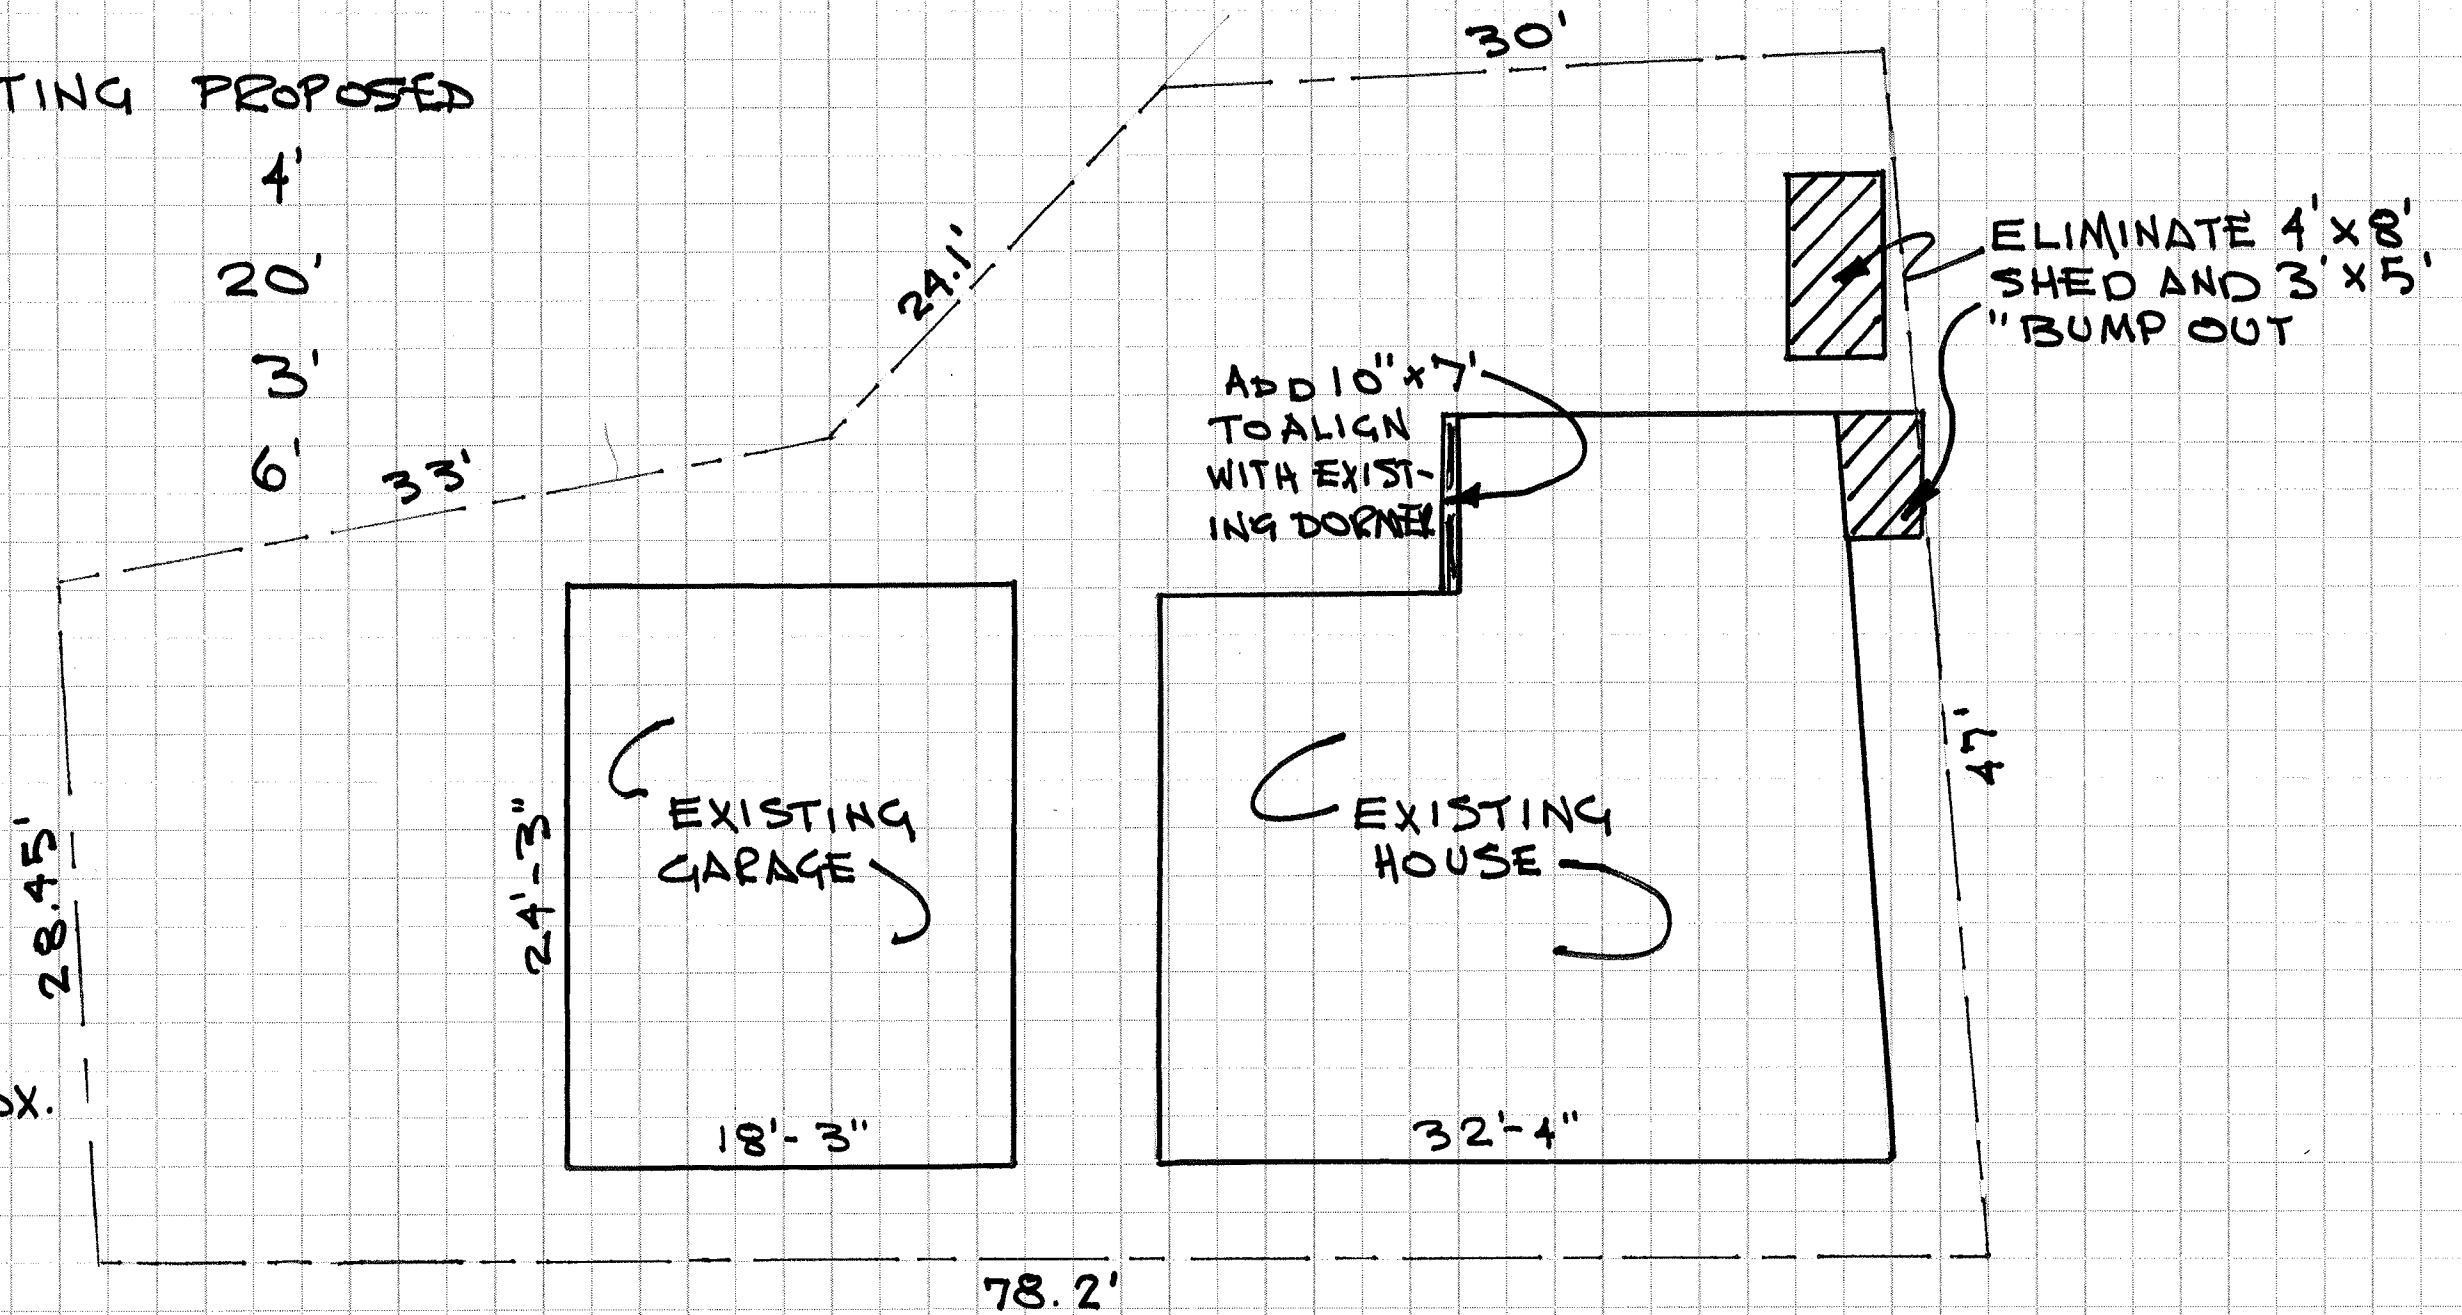 TING PROPOSED
4'
20'
3'
6'
30'
24.1'
33'
ELIMINATE 4'x8'
SHED AND 3'x5'
"BUMP OUT
ADD 10"x7'
TO ALIGN
WITH EXIST-
ING DORMER
28.45'
24'-3"
EXISTING
GARAGE
18'-3"
EXISTING
HOUSE
32'-4"
47'
OX.
78.2'